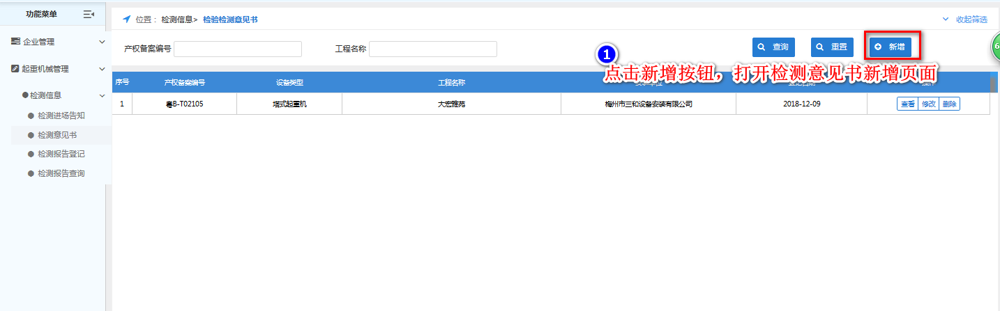 功能菜单
位置： 检测信息> 检验检测意见书
收起筛选
企业管理
产权备案编号
工程名称
查询
重置
新增
6
起重机械管理
1
点击新增按钮，打开检测意见书新增页面
序号 产权备案编号 设备类型 工程名称
检测信息
1 粤B-T02105 塔式起重机 大宏雅苑 梅州市三和设备安装有限公司 2018-12-09 查看 修改 删除
检测进场告知
检测意见书
检测报告登记
检测报告查询